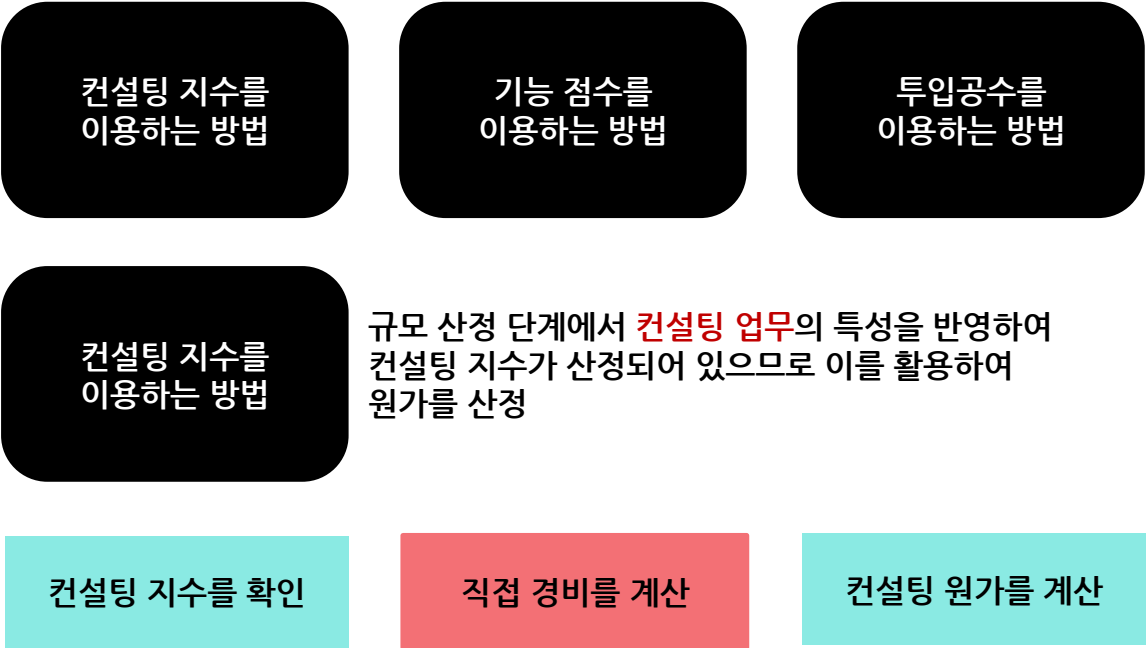 컨설팅 지수를
이용하는 방법
기능 점수를
이용하는 방법
투입공수를
이용하는 방법
컨설팅 지수를
이용하는 방법
규모 산정 단계에서 컨설팅 업무의 특성을 반영하여
컨설팅 지수가 산정되어 있으므로 이를 활용하여
원가를 산정
컨설팅 지수를 확인
직접 경비를 계산
컨설팅 원가를 계산